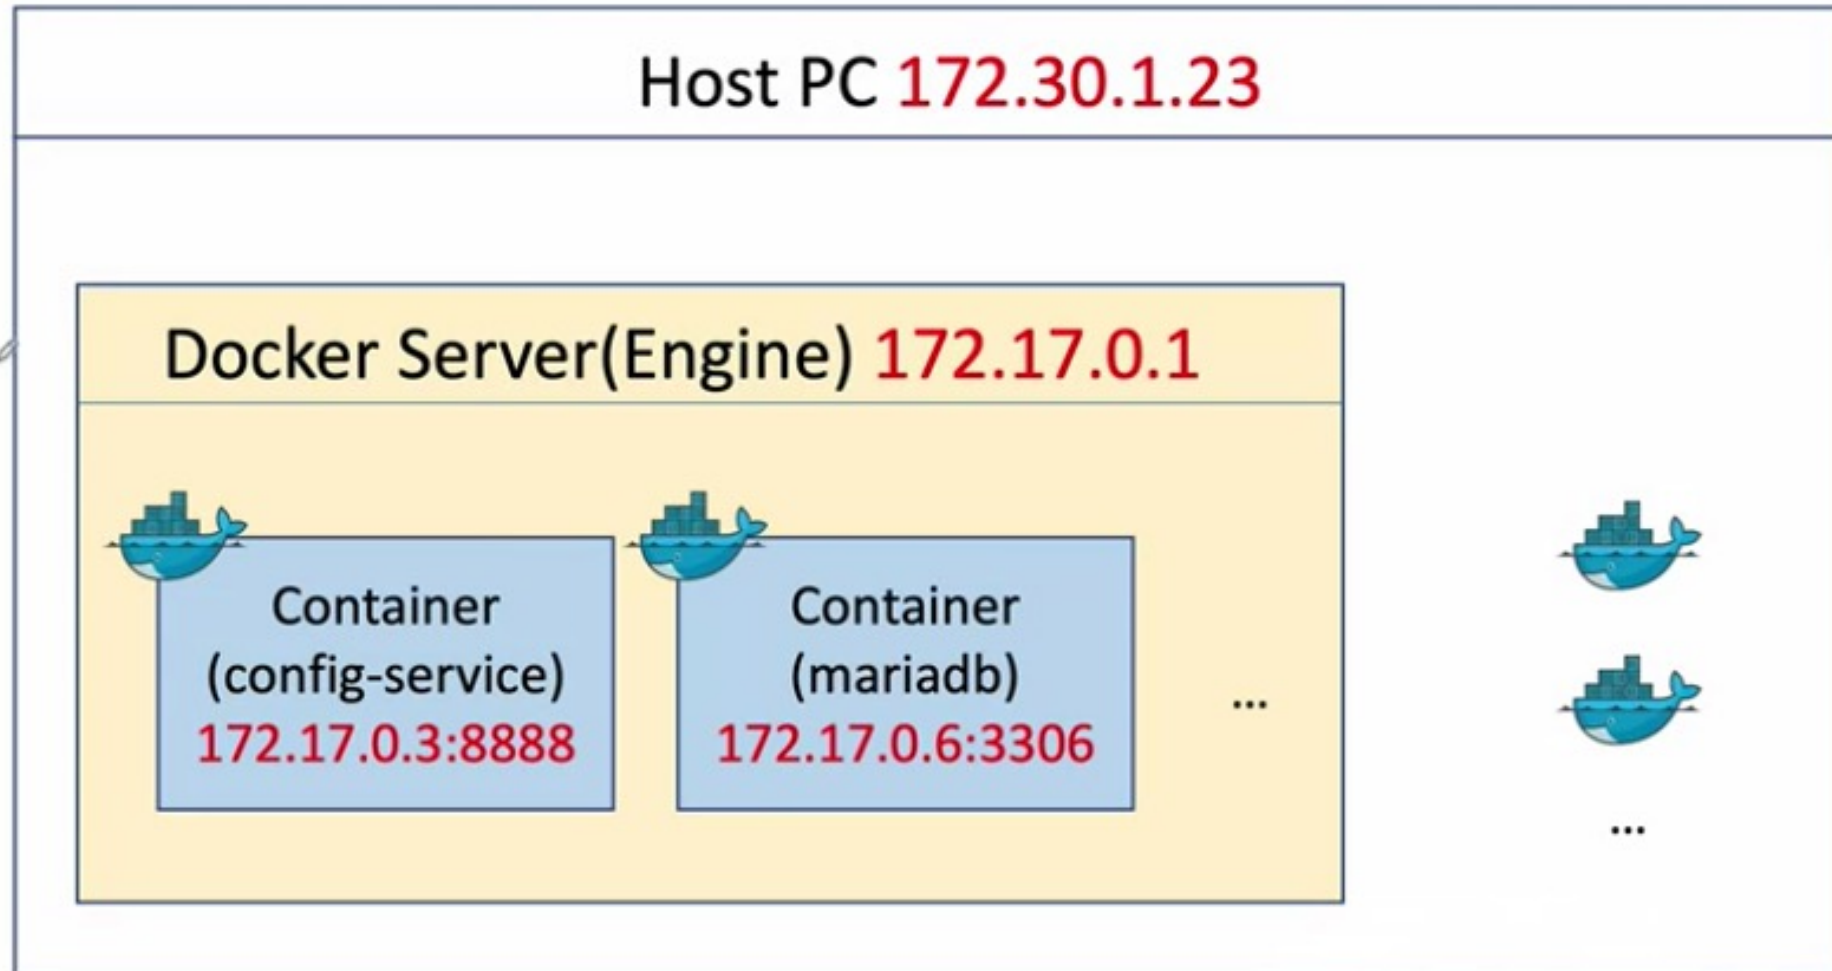 Host PC 172.30.1.23
Docker Server(Engine) 172.17.0.1
Container
(config-service)
172.17.0.3:8888
Container
(mariadb)
172.17.0.6:3306
...
...